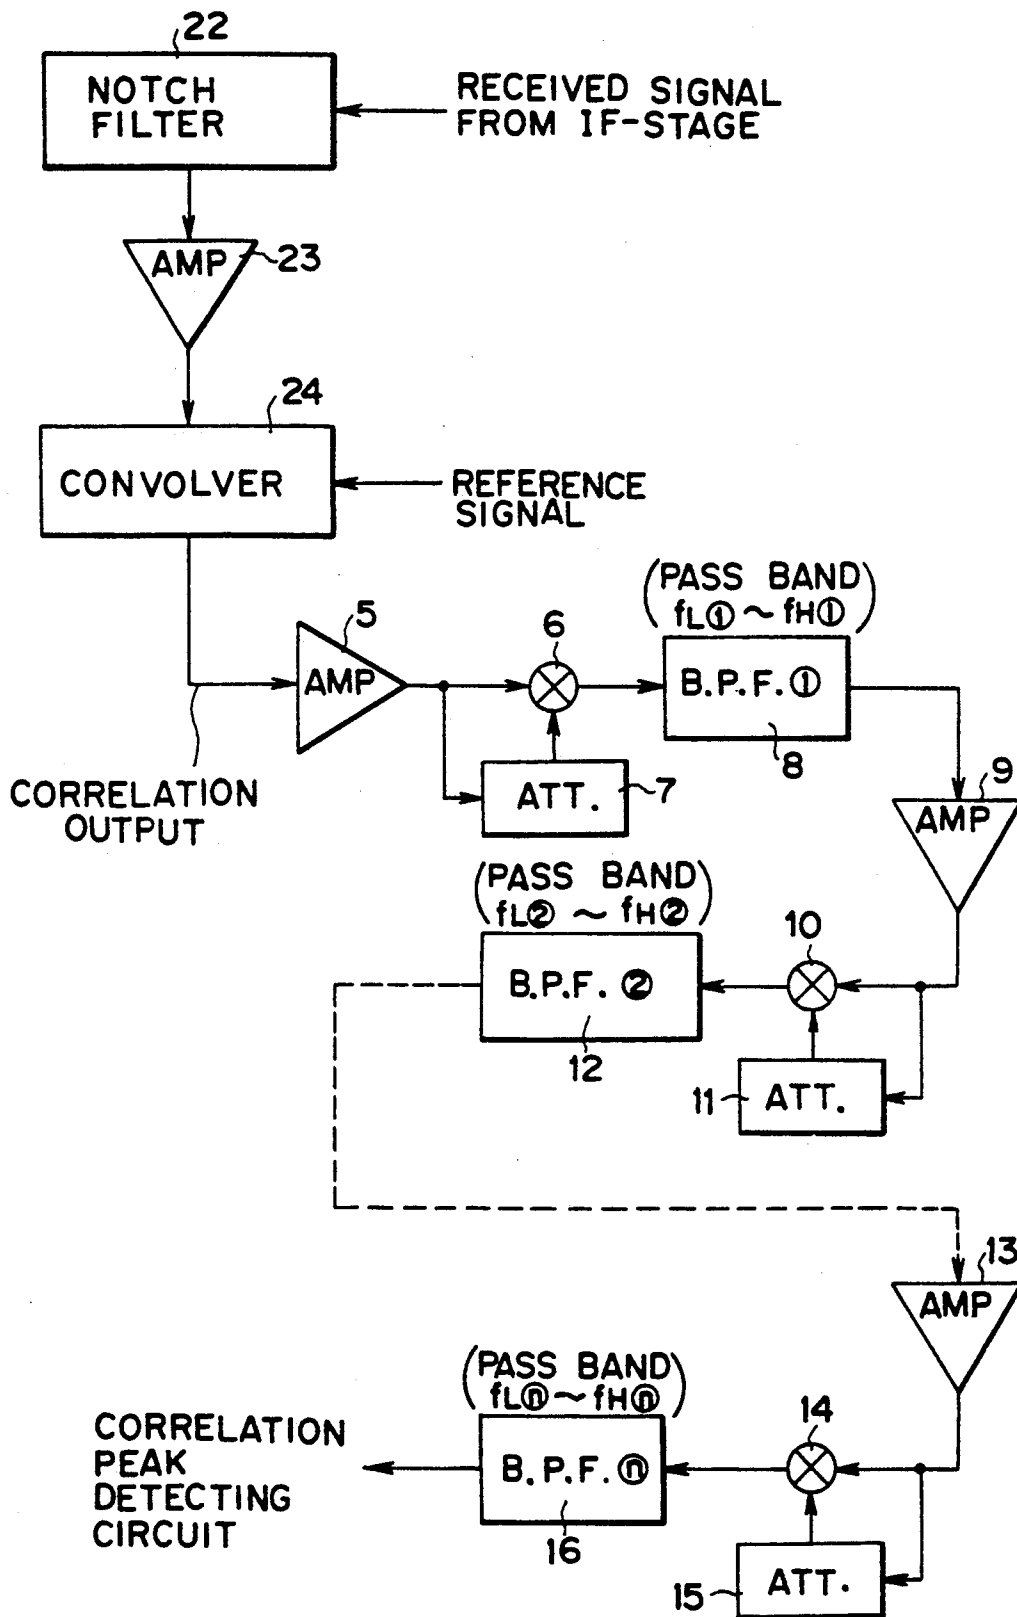 22
NOTCH
FILTER
RECEIVED SIGNAL
FROM IF-STAGE
AMP
23
24
CONVOLVER
REFERENCE
SIGNAL
(PASS BAND)
fL① ~ fH①
5
AMP
6
B.P.F. ①
8
ATT.
7
CORRELATION
OUTPUT
9
AMP
(PASS BAND)
fL② ~ fH②
10
B.P.F. ②
12
11
ATT.
13
AMP
(PASS BAND)
fLⓝ ~ fHⓝ
14
CORRELATION
PEAK
DETECTING
CIRCUIT
B.P.F. ⓝ
16
15
ATT.